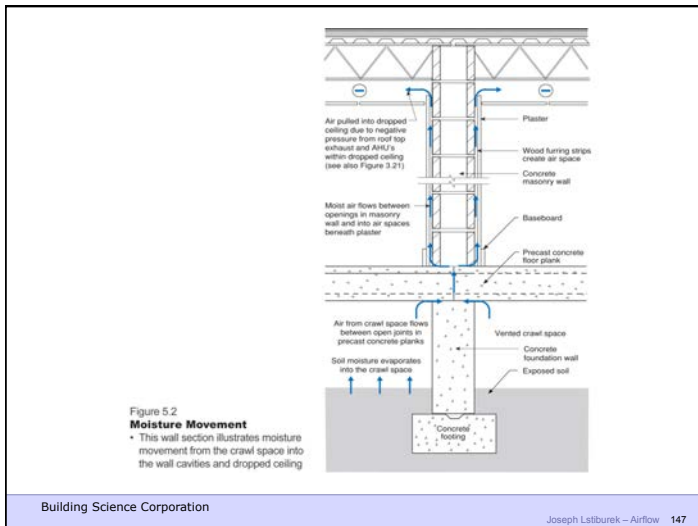 Air pulled into dropped
ceiling due to negative
pressure from roof top
exhaust and AHU's
within dropped ceiling
(see also Figure 3.21)
Plaster
Wood furring strips
create air space
Concrete
masonry wall
Moist air flows between
openings in masonry
wall and into air spaces
beneath plaster
Baseboard
Precast concrete
floor plank
Air from crawl space flows
between open joints in
precast concrete planks
Vented crawl space
Concrete
foundation wall
Soil moisture evaporates
into the crawl space
Exposed soil
Concrete
footing
Figure 5.2
Moisture Movement
• This wall section illustrates moisture
movement from the crawl space into
the wall cavities and dropped ceiling
Building Science Corporation
Joseph Lstiburek – Airflow 147